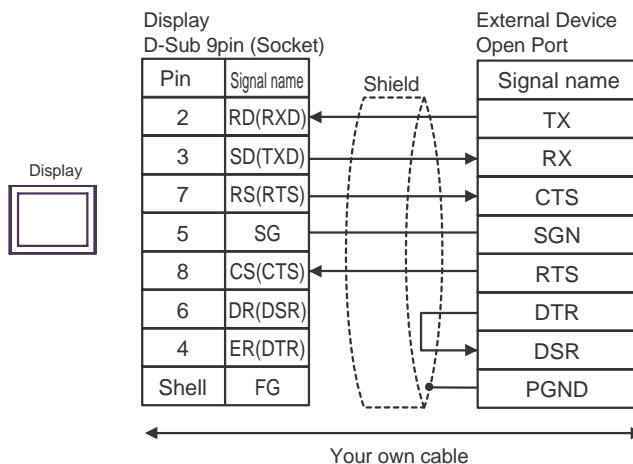 Display
D-Sub 9pin (Socket)
External Device
Open Port
Pin Signal name Shield Signal name
2 RD(RXD) TX
3 SD(TXD) RX
Display
7 RS(RTS) CTS
5 SG SGN
8 CS(CTS) RTS
6 DR(DSR) DTR
4 ER(DTR) DSR
Shell FG PGND
Your own cable